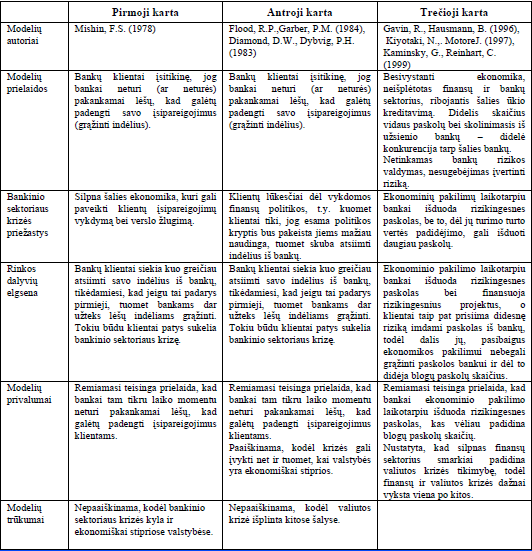 Pirmoji karta
Antroji karta
Trečioji karta
Modelių
autoriai
Mishin, F.S. (1978)
Flood, R.P.,Garber, P.M. (1984),
Diamond, D.W., Dybvig, P.H.
(1983)
Gavin, R., Hausmann, B. (1996),
Kiyotaki, N.,. MotoreJ. (1997),
Kaminsky, G., Reinhart, C.
(1999)
Modelių
prielaidos
Bankų klientai įsitikinę, jog
bankai neturi (ar neturės)
pakankamai lėšų, kad galėtų
padengti savo įsipareigojimus
(grąžinti indėlius).
Bankų klientai įsitikinę, jog
bankai neturi (ar neturės)
pakankamai lėšų, kad galėtų
padengti savo įsipareigojimus
(grąžinti indėlius).
Besivystanti ekonomika,
neišplėtotas finansų ir bankų
sektorius, ribojantis šalies ūkio
kreditavimą. Didelis skaičius
vidaus paskolų bei skolinimasis iš
užsienio bankų – didelė
konkurencija tarp šalies bankų.
Netinkamas bankų rizikos
valdymas, nesugebėjimas įvertinti
riziką.
Bankinio
sektoriaus
krizės
priežastys
Silpna šalies ekonomika, kuri gali
paveikti klientų įsipareigojimų
vykdymą bei verslo žlugimą.
Klientų lūkesčiai dėl vykdomos
finansų politikos, t.y. kuomet
klientai tiki, jog esama politikos
kryptis bus pakeista jiems mažiau
naudinga, tuomet skuba atsiimti
indėlius iš bankų.
Ekonominių pakilimų laikotarpiu
bankai išduoda rizikingesnes
paskolas, be to, dėl jų turimo turto
vertės padidėjimo, gali išduoti
daugiau paskolų.
Rinkos
dalyvių
elgsena
Bankų klientai siekia kuo greičiau
atsiimti savo indėlius iš bankų,
tikėdamiesi, kad jeigu tai padarys
pirmieji, tuomet bankams dar
užteks lėšų indėliams grąžinti.
Tokiu būdu klientai patys sukelia
bankinio sektoriaus krizę.
Bankų klientai siekia kuo greičiau
atsiimti savo indėlius iš bankų,
tikėdamiesi, kad jeigu tai padarys
pirmieji, tuomet bankams dar
užteks lėšų indėliams grąžinti.
Tokiu būdu klientai patys sukelia
bankinio sektoriaus krizę.
Ekonominio pakilimo laikotarpiu
bankai išduoda rizikingesnes
paskolas bei finansuoja
rizikingesnius projektus, o
klientai taip pat prisiima didesnę
riziką imdami paskolas iš bankų,
todėl dalis jų, pasibaigus
ekonomikos pakilimui nebegali
grąžinti paskolos bankui ir dėl to
didėja blogų paskolų skaičius.
Modelių
privalumai
Remiamasi teisinga prielaida, kad
bankai tam tikru laiko momentu
neturi pakankamai lėšų, kad
galėtų padengti įsipareigojimus
klientams.
Remiamasi teisinga prielaida, kad
bankai tam tikru laiko momentu
neturi pakankamai lėšų, kad
galėtų padengti įsipareigojimus
klientams.
Paaiškinama, kodėl krizės gali
įvykti net ir tuomet, kai valstybės
yra ekonomiškai stiprios.
Remiamasi teisinga prielaida, kad
bankai ekonominio pakilimo
laikotarpiu išduoda rizikingesnes
paskolas, kas vėliau padidina
blogų paskolų skaičių.
Nustatyta, kad silpnas finansų
sektorius smarkiai padidina
valiutos krizės tikimybę, todėl
finansų ir valiutos krizės dažnai
vyksta viena po kitos.
Modelių
trūkumai
Nepaaiškinama, kodėl bankinio
sektoriaus krizės kyla ir
ekonomiškai stipriose valstybėse.
Nepaaiškinama, kodėl valiutos
krizė išplinta kitose šalyse.